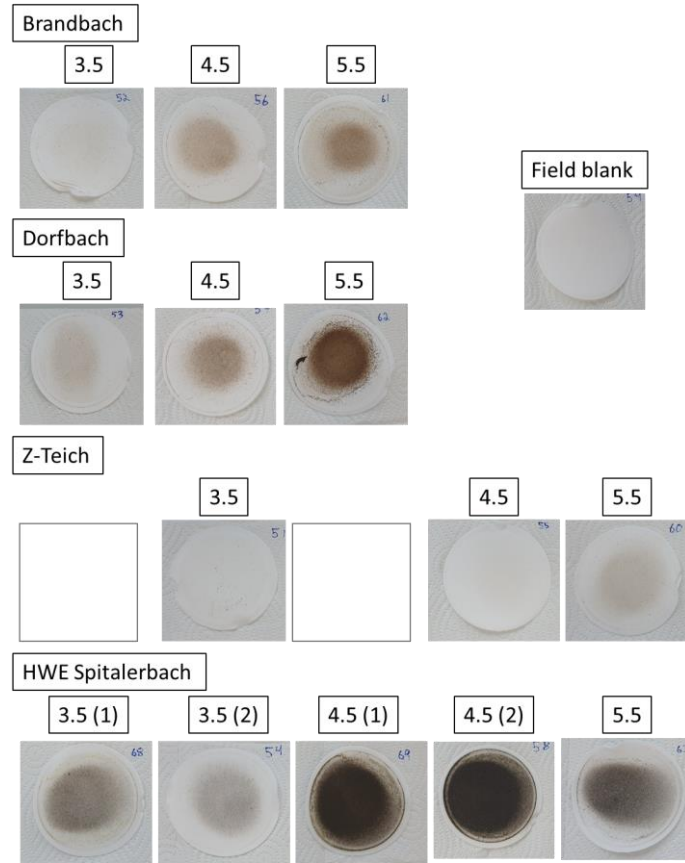 Brandbach
3.5 4.5 5.5
52 56 61
Field blank
Dorfbach
3.5 4.5 5.5
53 62
Z-Teich
3.5 4.5 5.5
55 60
HWE Spitalerbach
3.5 (1) 3.5 (2) 4.5 (1) 4.5 (2) 5.5
68 54 69 58